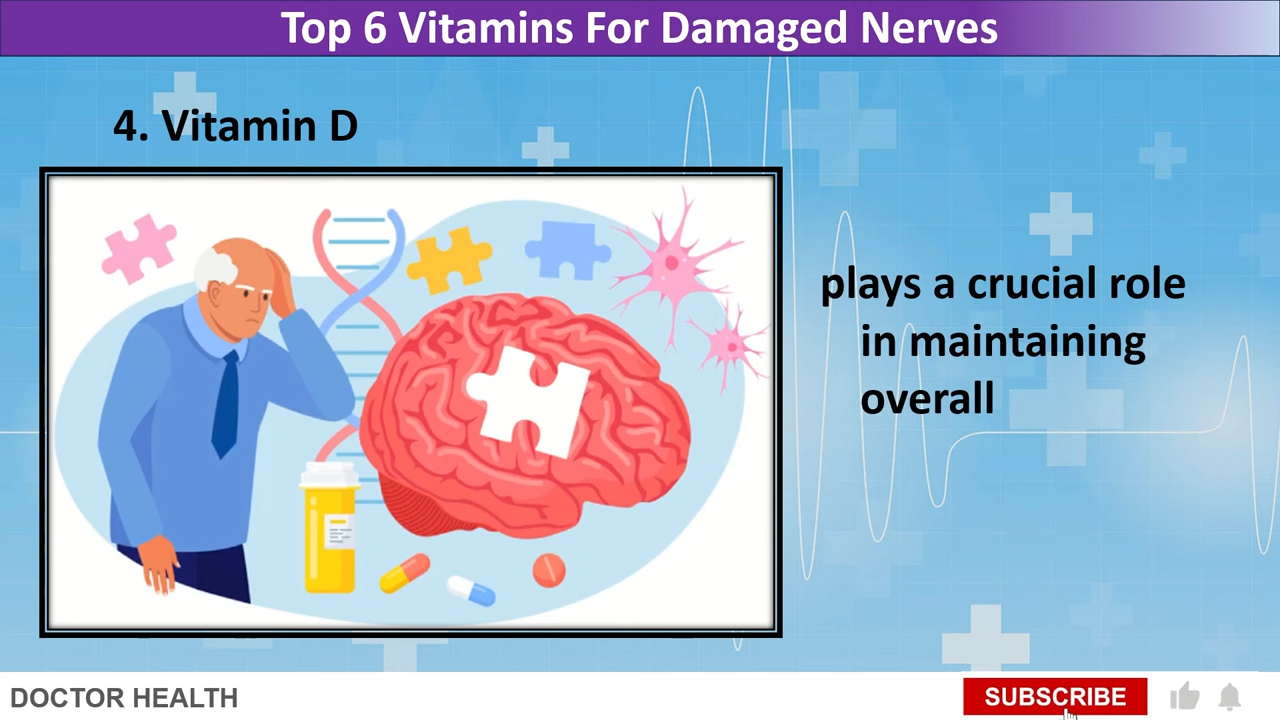 Top 6 Vitamins For Damaged Nerves
4. Vitamin D
plays a crucial role
in maintaining
overall
DOCTOR HEALTH
SUBSCRIBE